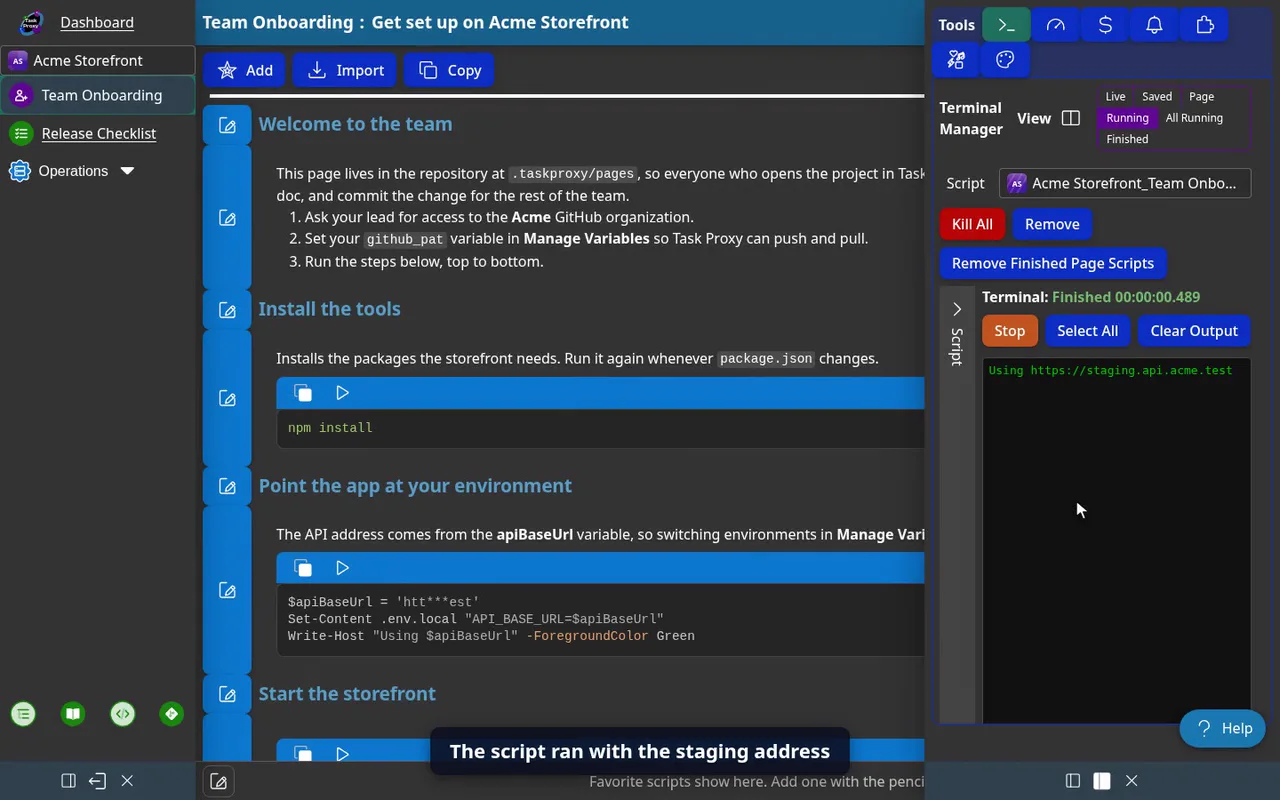 Task Proxy
Dashboard
AS Acme Storefront
Team Onboarding
Release Checklist
Operations
Team Onboarding : Get set up on Acme Storefront
Add
Import
Copy
Welcome to the team
This page lives in the repository at .taskproxy/pages, so everyone who opens the project in Task
doc, and commit the change for the rest of the team.
1. Ask your lead for access to the Acme GitHub organization.
2. Set your github_pat variable in Manage Variables so Task Proxy can push and pull.
3. Run the steps below, top to bottom.
Install the tools
Installs the packages the storefront needs. Run it again whenever package.json changes.
npm install
Point the app at your environment
The API address comes from the apiBaseUrl variable, so switching environments in Manage Vari
$apiBaseUrl = 'htt***est'
Set-Content .env.local "API_BASE_URL=$apiBaseUrl"
Write-Host "Using $apiBaseUrl" -ForegroundColor Green
Start the storefront
Favorite scripts show here. Add one with the penci
Tools
Terminal
Manager
View
Live Saved Page
Running All Running
Finished
Script
AS Acme Storefront_Team Onbo...
Kill All
Remove
Remove Finished Page Scripts
Script
Terminal: Finished 00:00:00.489
Stop
Select All
Clear Output
Using https://staging.api.acme.test
? Help
The script ran with the staging address